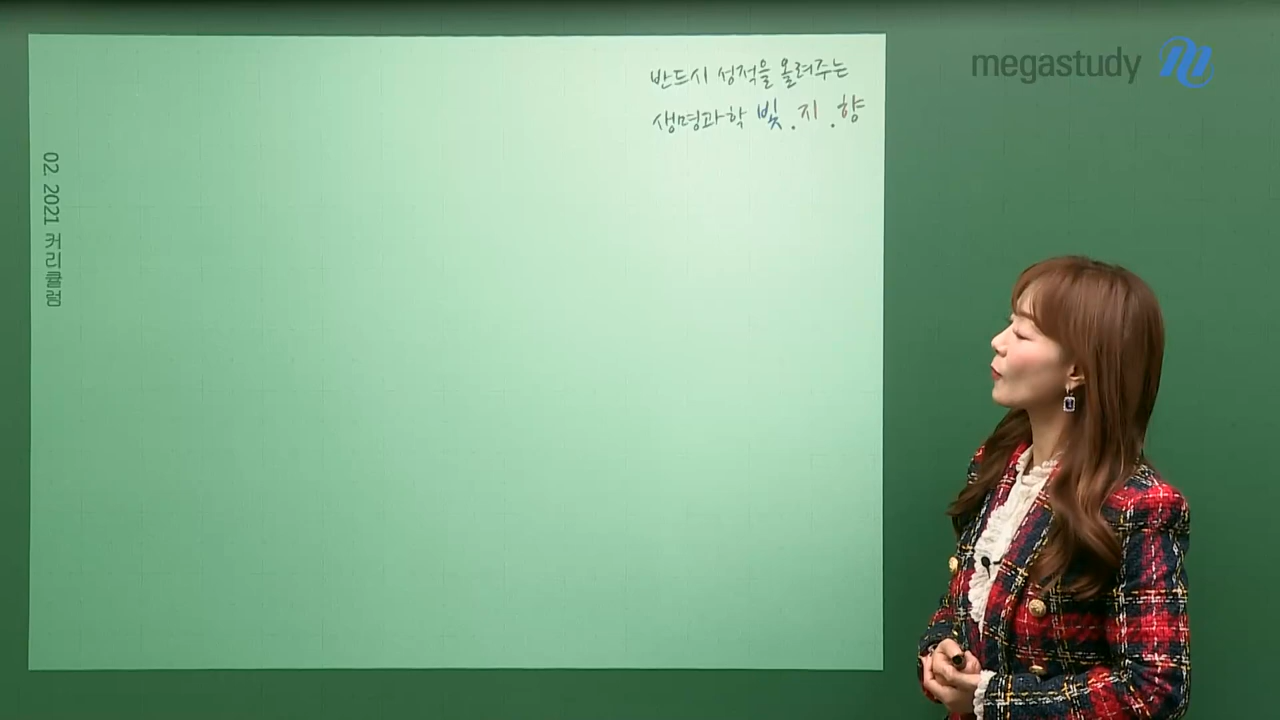 반드시 성적을 올려주는
생명과학 빛.지.향
megastudy
02. 2021 커리큘럼